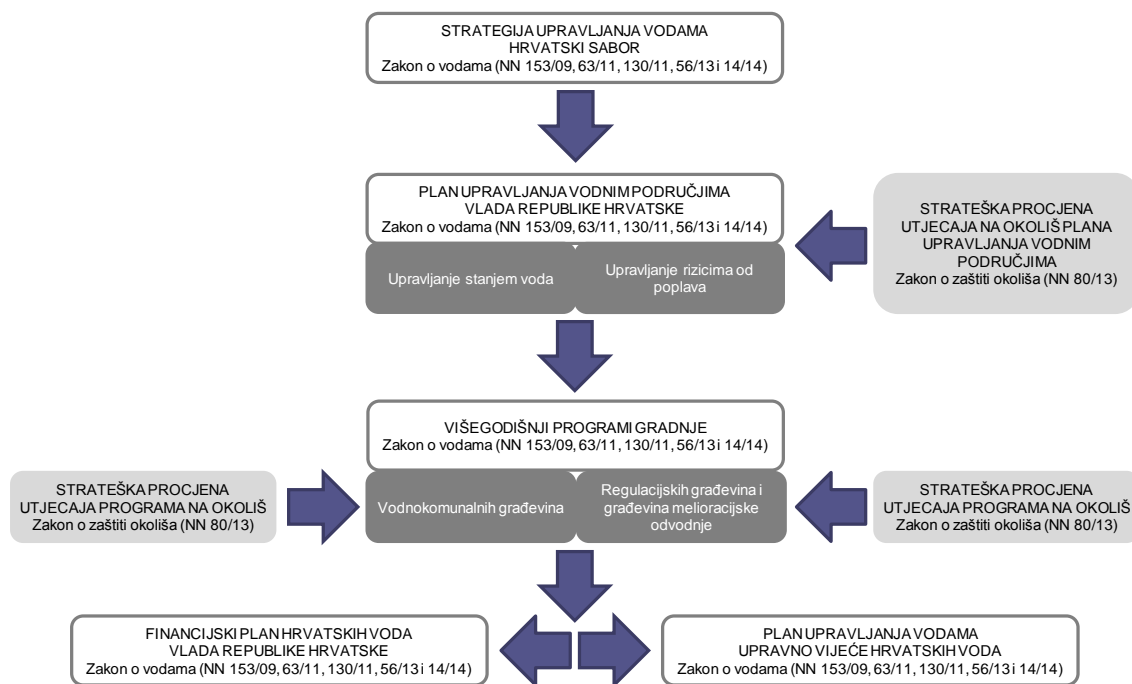 STRATEGIJA UPRAVLJANJA VODAMA
HRVATSKI SABOR
Zakon o vodama (NN 153/09, 63/11, 130/11, 56/13 i 14/14)
PLAN UPRAVLJANJA VODNIM PODRUČJIMA
VLADA REPUBLIKE HRVATSKE
Zakon o vodama (NN 153/09, 63/11, 130/11, 56/13 i 14/14)
Upravljanje stanjem voda
Upravljanje rizicima od
poplava
STRATEŠKA PROCJENA
UTJECAJA NA OKOLIŠ PLANA
UPRAVLJANJA VODNIM
PODRUČJIMA
Zakon o zaštiti okoliša (NN 80/13)
VIŠEGODIŠNJI PROGRAMI GRADNJE
Zakon o vodama (NN 153/09, 63/11, 130/11, 56/13 i 14/14)
STRATEŠKA PROCJENA
UTJECAJA PROGRAMA NA OKOLIŠ
Zakon o zaštiti okoliša (NN 80/13)
Vodnokomunalnih građevina
Regulacijskih građevina i
građevina melioracijske
odvodnje
STRATEŠKA PROCJENA
UTJECAJA PROGRAMA NA OKOLIŠ
Zakon o zaštiti okoliša (NN 80/13)
FINANCIJSKI PLAN HRVATSKIH VODA
VLADA REPUBLIKE HRVATSKE
Zakon o vodama (NN 153/09, 63/11, 130/11, 56/13 i 14/14)
PLAN UPRAVLJANJA VODAMA
UPRAVNO VIJEĆE HRVATSKIH VODA
Zakon o vodama (NN 153/09, 63/11, 130/11, 56/13 i 14/14)